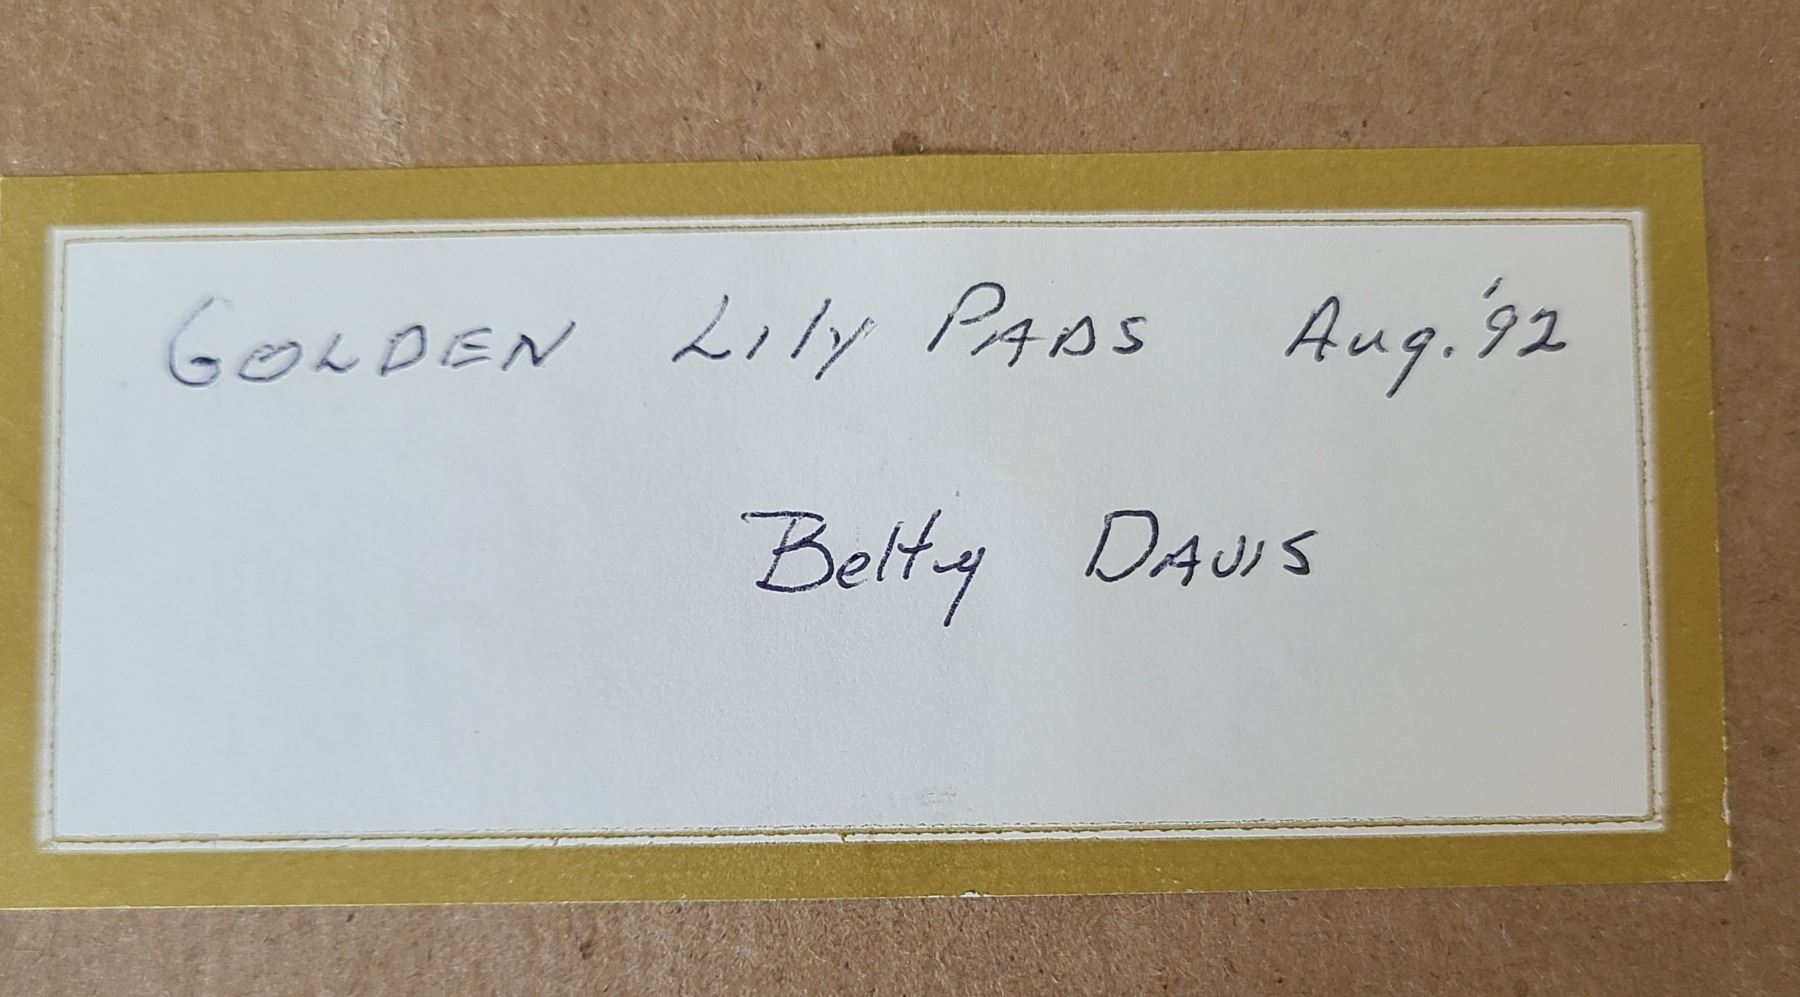 GOLDEN LILY PADS Aug. '92
Betty DAVIS